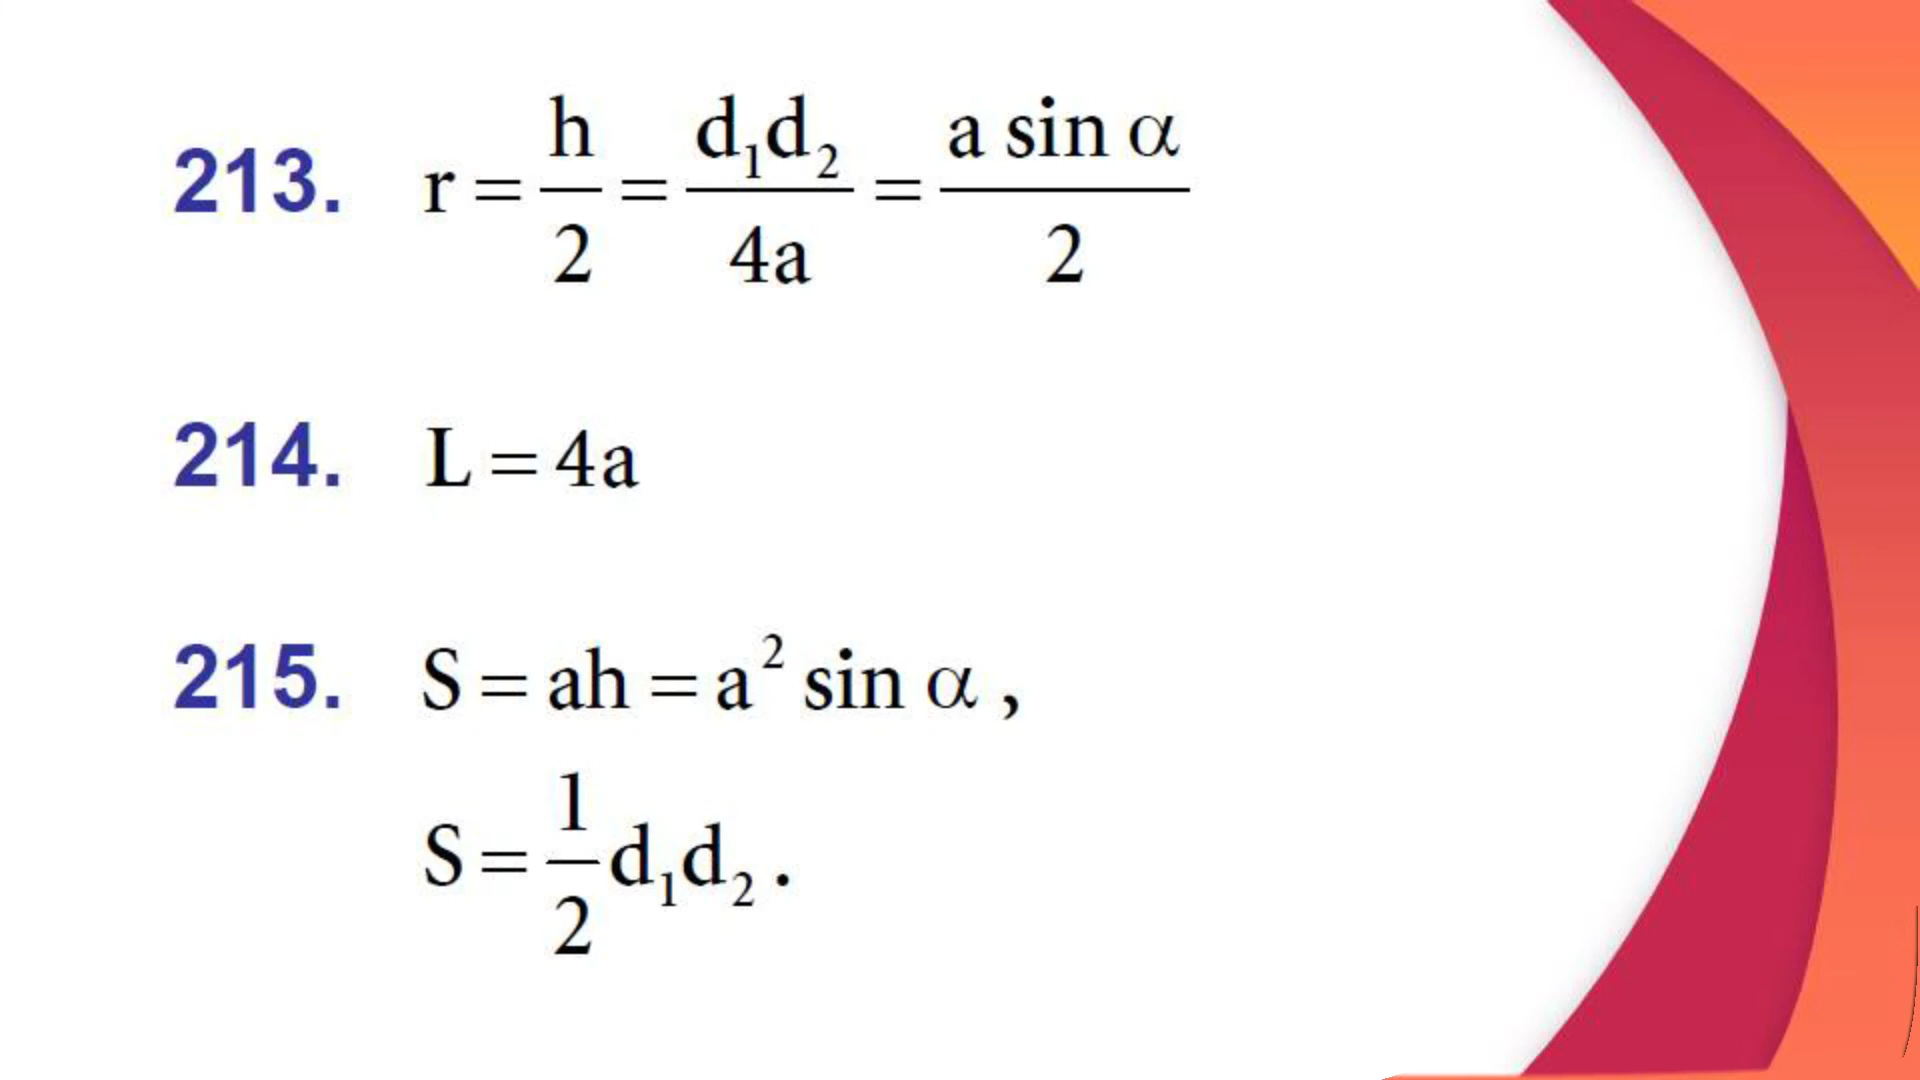 213. r = h/2 = d₁d₂/4a = a sin α/2
214. L = 4a
215. S = ah = a² sin α ,
S = 1/2 d₁d₂ .